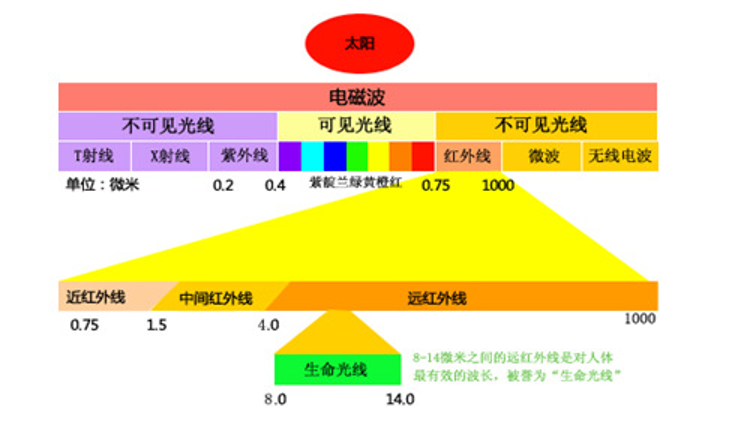 太阳
电磁波
不可见光线 可见光线 不可见光线
T射线 X射线 紫外线 红外线 微波 无线电波
单位：微米 0.2 0.4 紫靛兰绿黄橙红 0.75 1000
近红外线 中间红外线 远红外线
0.75 1.5 4.0 1000
生命光线
8-14微米之间的远红外线是对人体
最有效的波长，被誉为“生命光线”
8.0 14.0